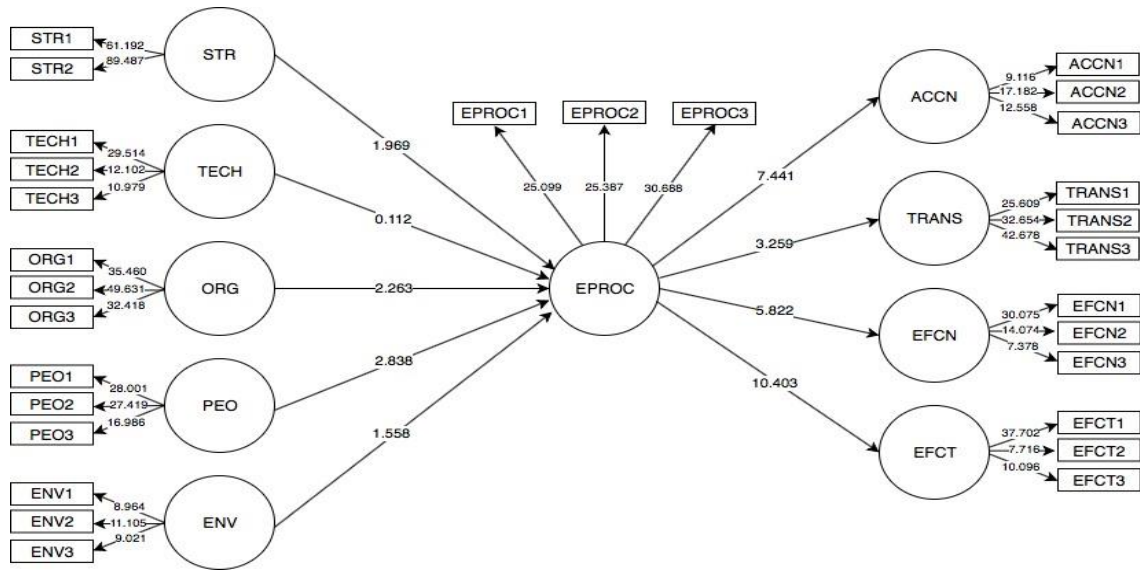 STR1
STR2
61.192
89.487
STR
TECH1
TECH2
TECH3
29.514
12.102
10.979
TECH
ORG1
ORG2
ORG3
35.460
49.631
32.418
ORG
PEO1
PEO2
PEO3
28.001
27.419
16.986
PEO
ENV1
ENV2
ENV3
8.964
11.105
9.021
ENV
1.969
0.112
2.263
2.838
1.558
EPROC1
EPROC2
EPROC3
25.099
25.387
30.688
EPROC
7.441
3.259
5.822
10.403
ACCN
9.116
17.182
12.558
ACCN1
ACCN2
ACCN3
TRANS
25.609
32.654
42.678
TRANS1
TRANS2
TRANS3
EFCN
30.075
14.074
7.378
EFCN1
EFCN2
EFCN3
EFCT
37.702
7.716
10.096
EFCT1
EFCT2
EFCT3